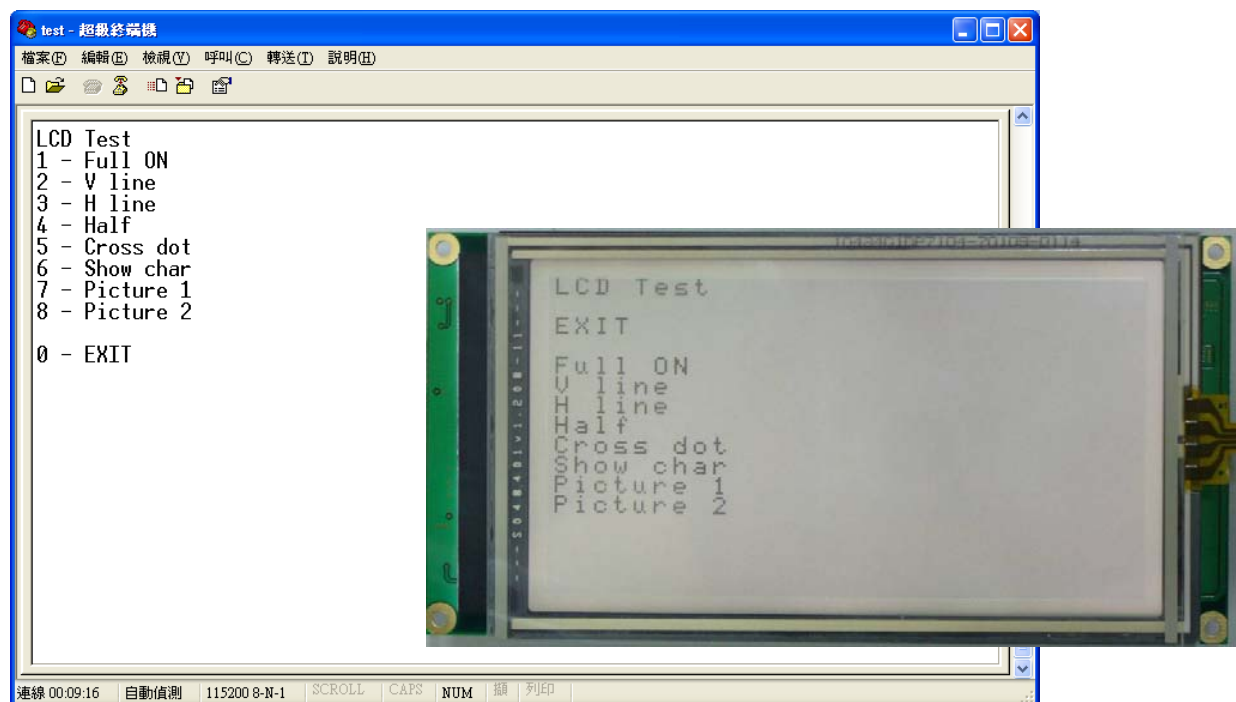 test - 超級終端機
檔案(F) 編輯(E) 檢視(V) 呼叫(C) 轉送(T) 說明(H)
LCD Test
1 - Full ON
2 - V line
3 - H line
4 - Half
5 - Cross dot
6 - Show char
7 - Picture 1
8 - Picture 2
0 - EXIT
LCD Test
EXIT
Full ON
V line
H line
Half
Cross dot
Show char
Picture 1
Picture 2
連線 00:09:16 自動偵測 115200 8-N-1 SCROLL CAPS NUM 擷 列印